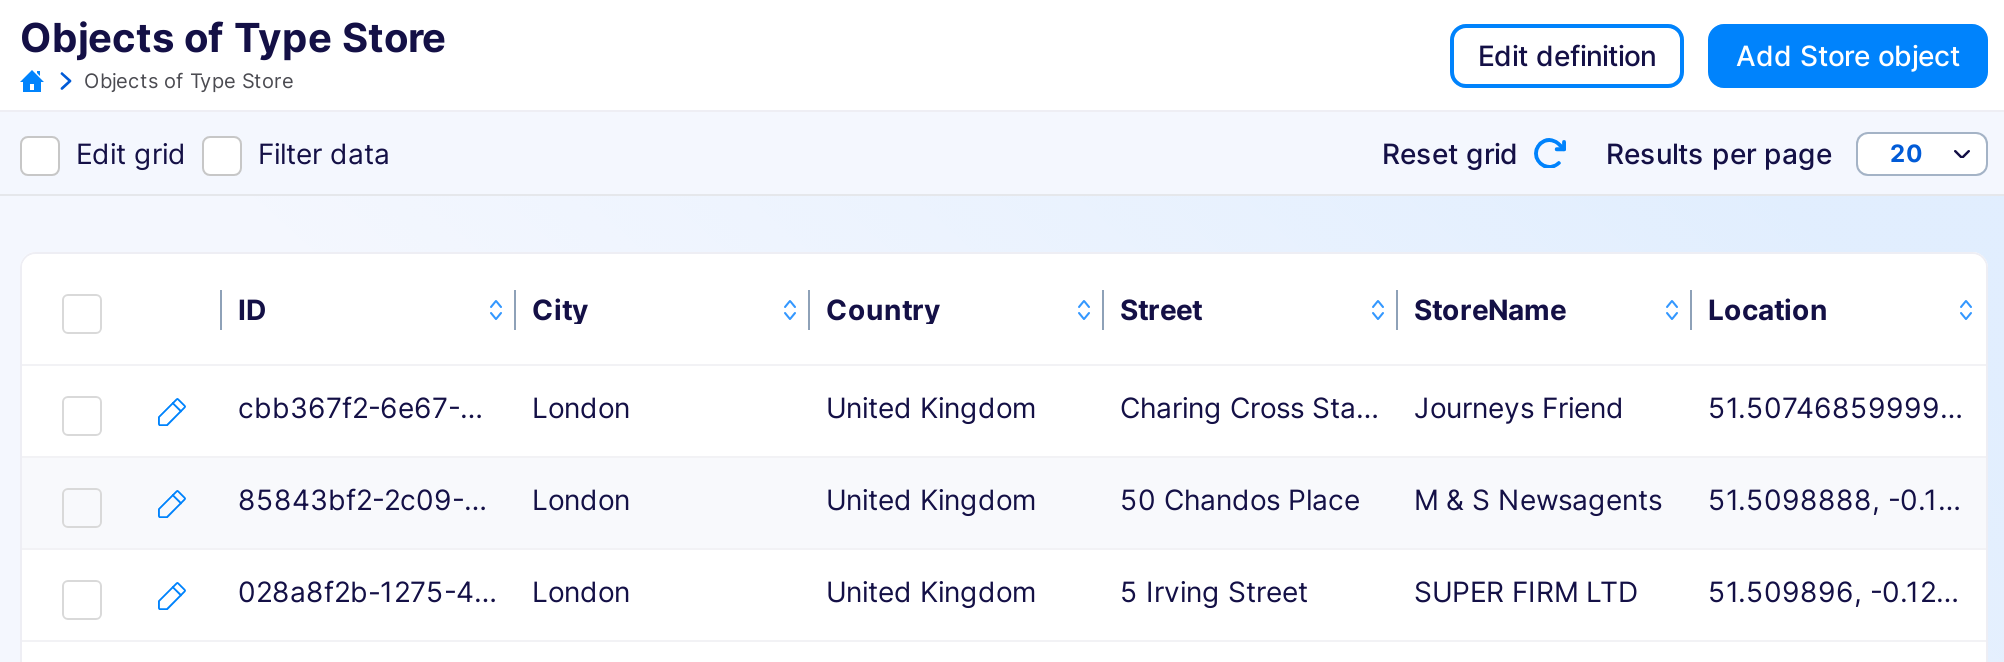 Objects of Type Store
Edit definition
Add Store object
Objects of Type Store
Edit grid
Filter data
Reset grid
Results per page
20
ID City Country Street StoreName Location
cbb367f2-6e67-... London United Kingdom Charing Cross Sta... Journeys Friend 51.50746859999...
85843bf2-2c09-... London United Kingdom 50 Chandos Place M & S Newsagents 51.5098888, -0.1...
028a8f2b-1275-4... London United Kingdom 5 Irving Street SUPER FIRM LTD 51.509896, -0.12...